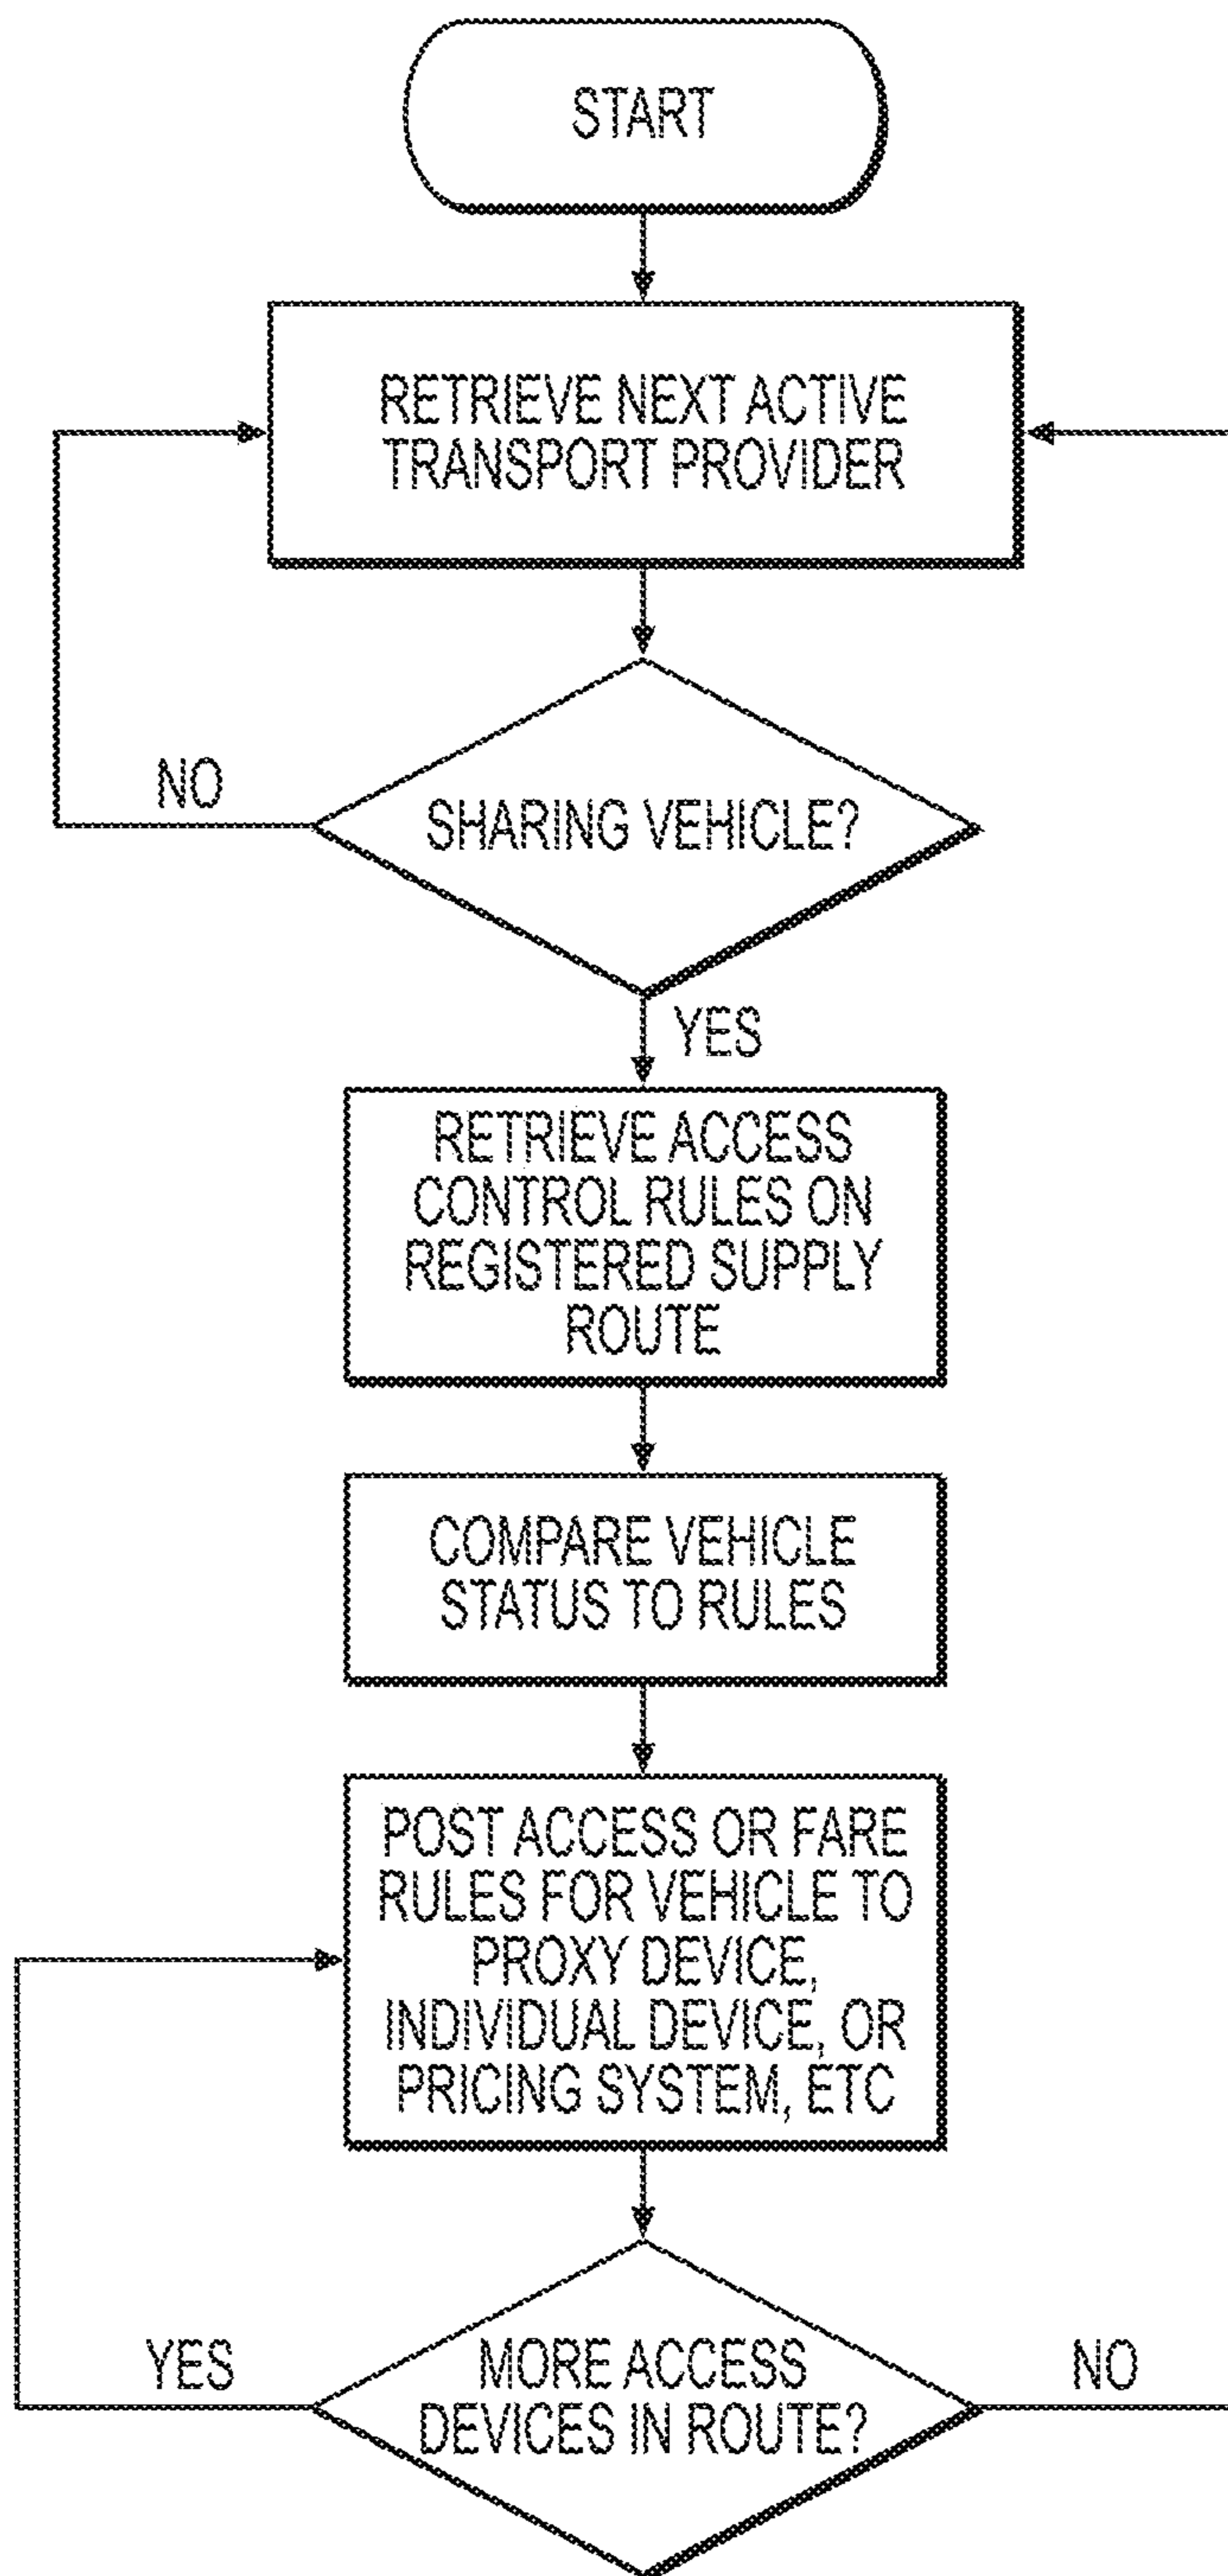 START
RETRIEVE NEXT ACTIVE
TRANSPORT PROVIDER
NO
SHARING VEHICLE?
YES
RETRIEVE ACCESS
CONTROL RULES ON
REGISTERED SUPPLY
ROUTE
COMPARE VEHICLE
STATUS TO RULES
POST ACCESS OR FARE
RULES FOR VEHICLE TO
PROXY DEVICE,
INDIVIDUAL DEVICE, OR
PRICING SYSTEM, ETC
YES
MORE ACCESS
DEVICES IN ROUTE?
NO